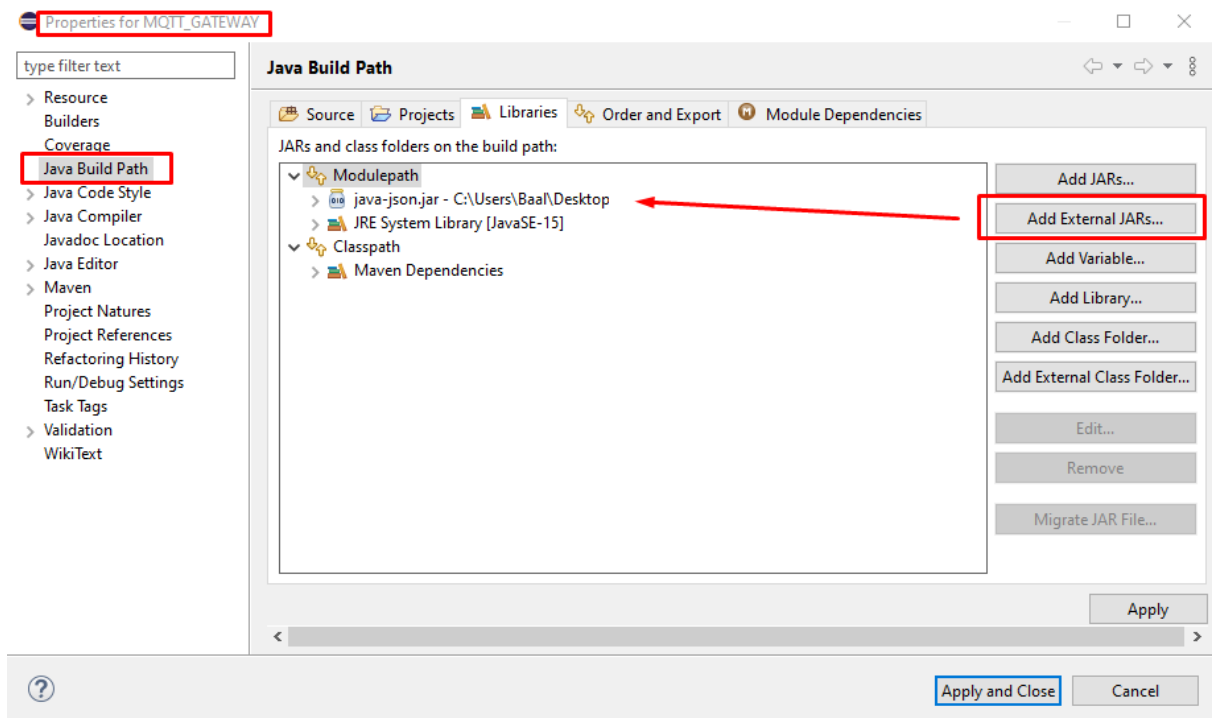 Properties for MQTT_GATEWAY
type filter text
Resource
Builders
Coverage
Java Build Path
Java Code Style
Java Compiler
Javadoc Location
Java Editor
Maven
Project Natures
Project References
Refactoring History
Run/Debug Settings
Task Tags
Validation
WikiText
Java Build Path
Source Projects Libraries Order and Export Module Dependencies
JARs and class folders on the build path:
Modulepath
java-json.jar - C:\Users\Baal\Desktop
JRE System Library [JavaSE-15]
Classpath
Maven Dependencies
Add JARs...
Add External JARs...
Add Variable...
Add Library...
Add Class Folder...
Add External Class Folder...
Edit...
Remove
Migrate JAR File...
Apply
Apply and Close Cancel